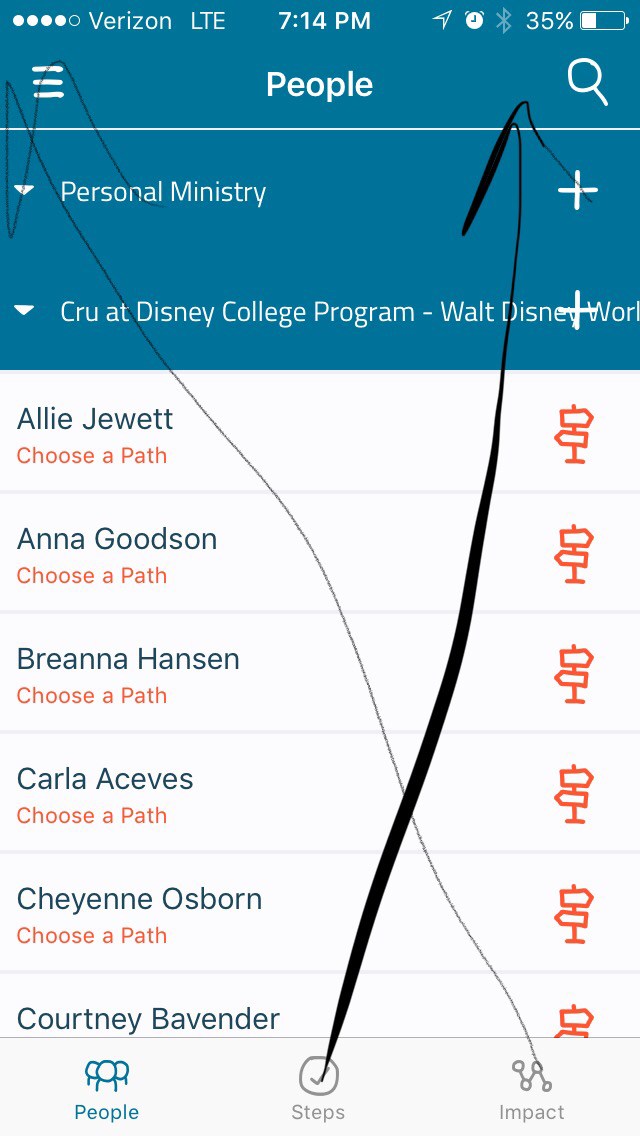 Verizon LTE 7:14 PM 35%
People
Personal Ministry
Cru at Disney College Program - Walt Disney Worl
Allie Jewett
Choose a Path
Anna Goodson
Choose a Path
Breanna Hansen
Choose a Path
Carla Aceves
Choose a Path
Cheyenne Osborn
Choose a Path
Courtney Bavender
People Steps Impact